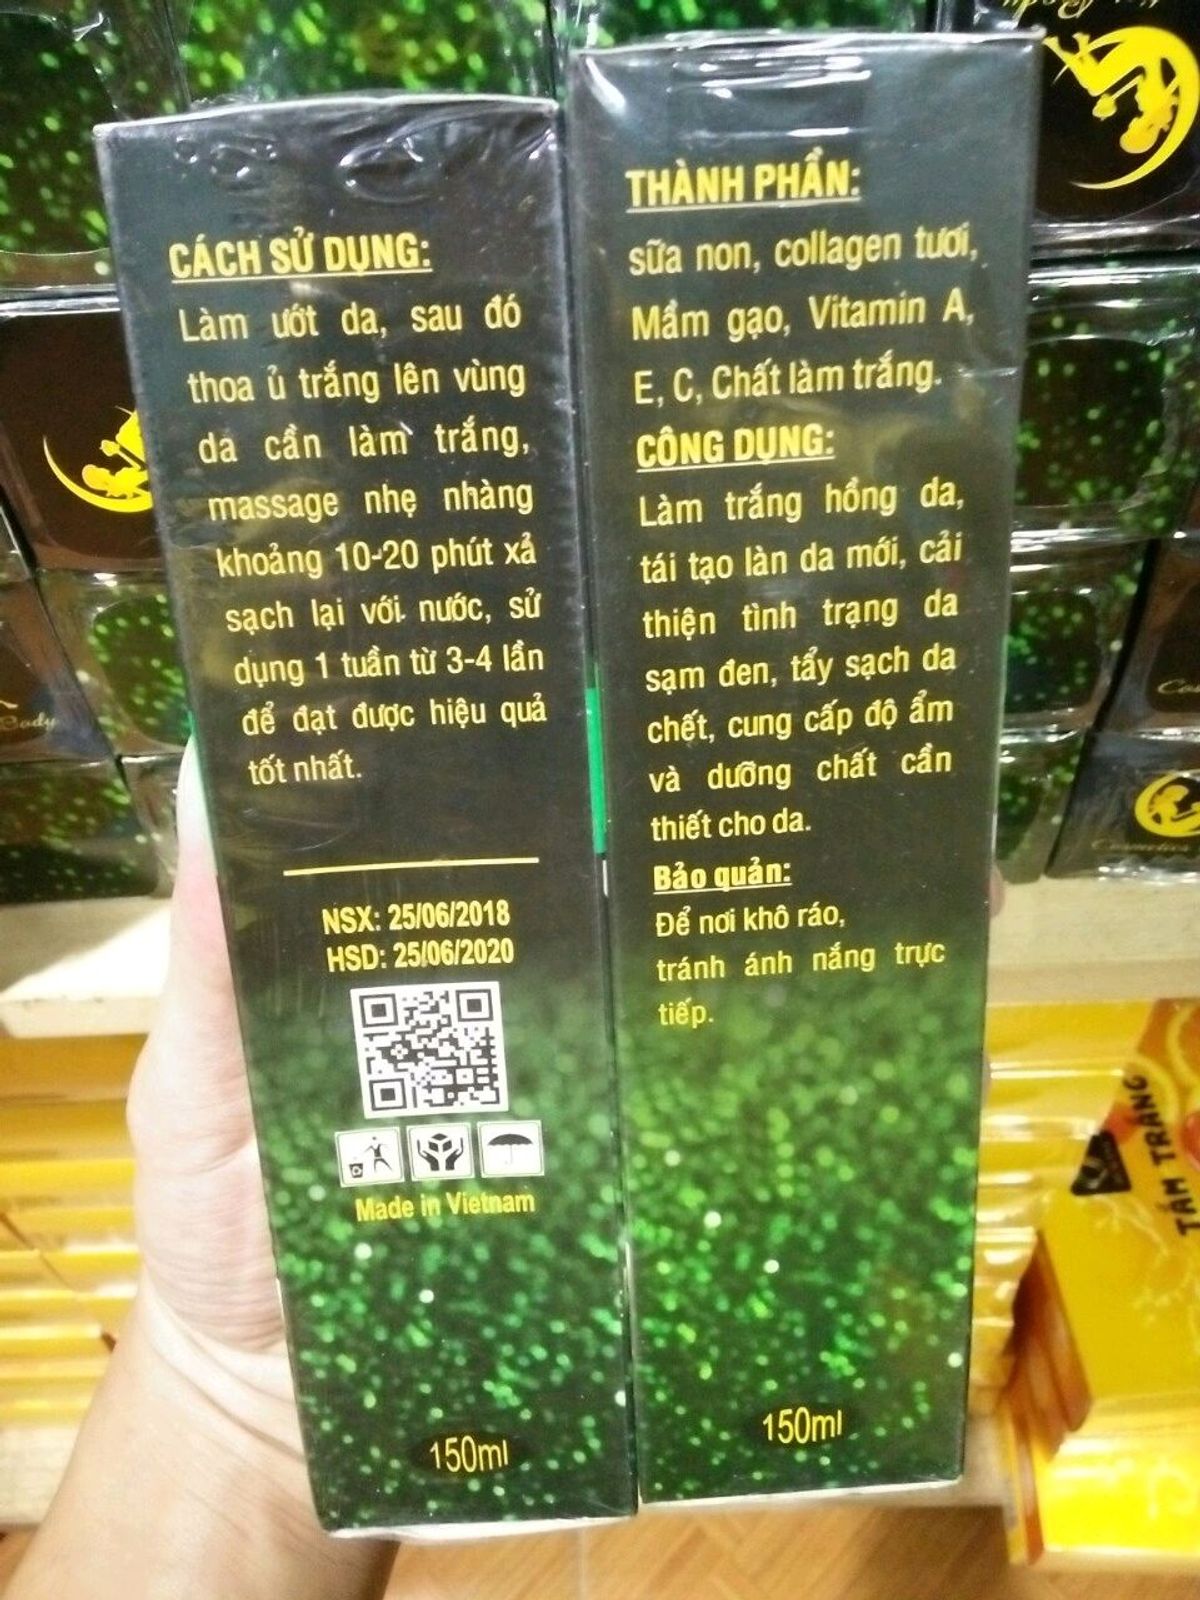 CÁCH SỬ DỤNG:
Làm ướt da, sau đó
thoa ủ trắng lên vùng
da cần làm trắng,
massage nhẹ nhàng
khoảng 10-20 phút xả
sạch lại với nước, sử
dụng 1 tuần từ 3-4 lần
để đạt được hiệu quả
tốt nhất.
NSX: 25/06/2018
HSD: 25/06/2020
Made in Vietnam
150ml
THÀNH PHẦN:
sữa non, collagen tươi,
Mầm gạo, Vitamin A,
E, C, Chất làm trắng.
CÔNG DỤNG:
Làm trắng hồng da,
tái tạo làn da mới, cải
thiện tình trạng da
sạm đen, tẩy sạch da
chết, cung cấp độ ẩm
và dưỡng chất cần
thiết cho da.
Bảo quản:
Để nơi khô ráo,
tránh ánh nắng trực
tiếp.
150ml
TẮM TRẮNG
Body